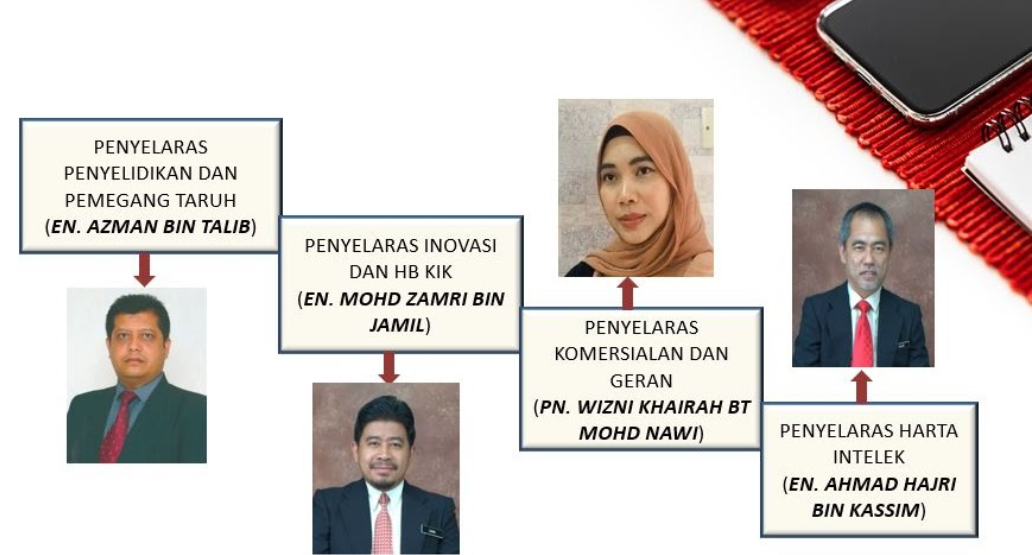 PENYELARAS
PENYELIDIKAN DAN
PEMEGANG TARUH
(EN. AZMAN BIN TALIB)
PENYELARAS INOVASI
DAN HB KIK
(EN. MOHD ZAMRI BIN
JAMIL)
PENYELARAS
KOMERSIALAN DAN
GERAN
(PN. WIZNI KHAIRAH BT
MOHD NAWI)
PENYELARAS HARTA
INTELEK
(EN. AHMAD HAJRI
BIN KASSIM)